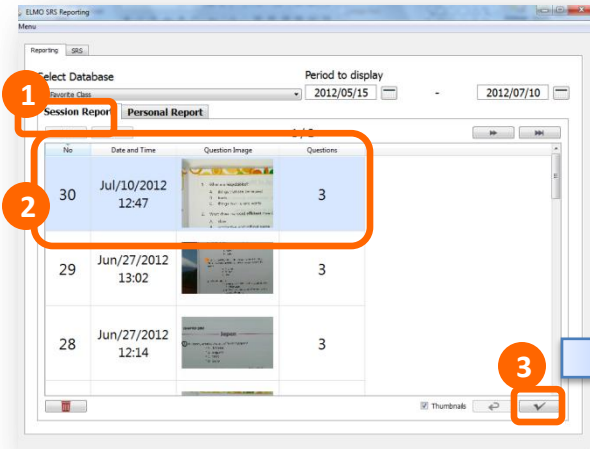 ELMO SRS Reporting
Menu
Reporting SRS
Select Database
Period to display
Favorite Class
2012/05/15 - 2012/07/10
1
Session Report Personal Report
No Date and Time Question Image Questions
2
30 Jul/10/2012 12:47 3
29 Jun/27/2012 13:02 3
28 Jun/27/2012 12:14 3
3
Thumbnails